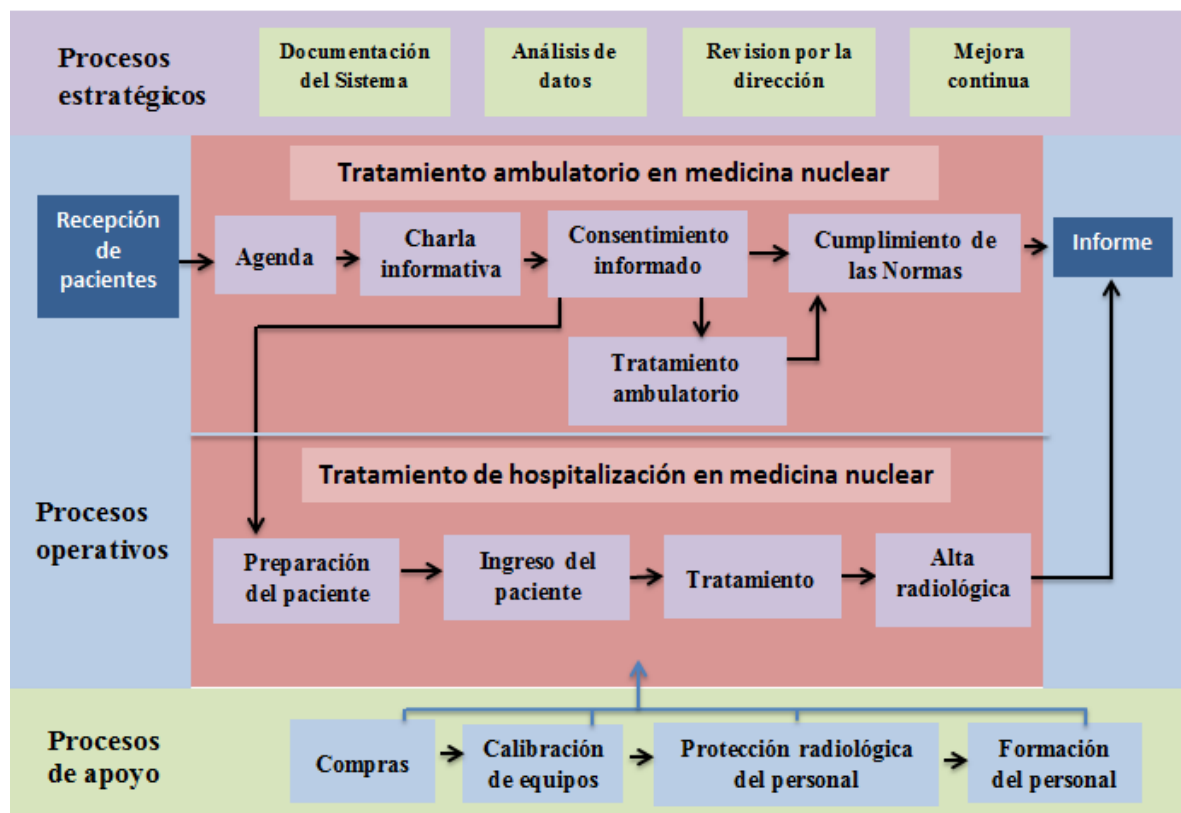 Procesos
estratégicos
Documentación
del Sistema
Análisis de
datos
Revision por la
dirección
Mejora
continua
Tratamiento ambulatorio en medicina nuclear
Recepción
de
pacientes
Agenda
Charla
informativa
Consentimiento
informado
Cumplimiento de
las Normas
Informe
Tratamiento
ambulatorio
Tratamiento de hospitalización en medicina nuclear
Procesos
operativos
Preparación
del paciente
Ingreso del
paciente
Tratamiento
Alta
radiológica
Procesos
de apoyo
Compras
Calibración
de equipos
Protección radiológica
del personal
Formación
del personal